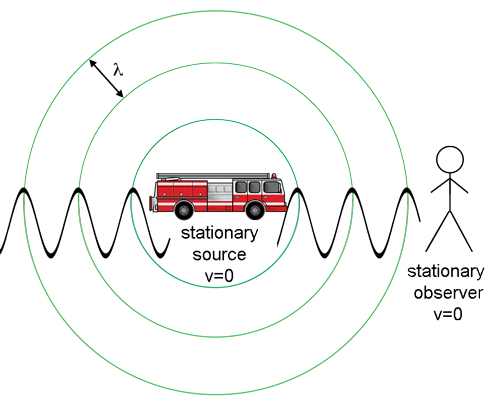 λ
stationary
source
v=0
stationary
observer
v=0